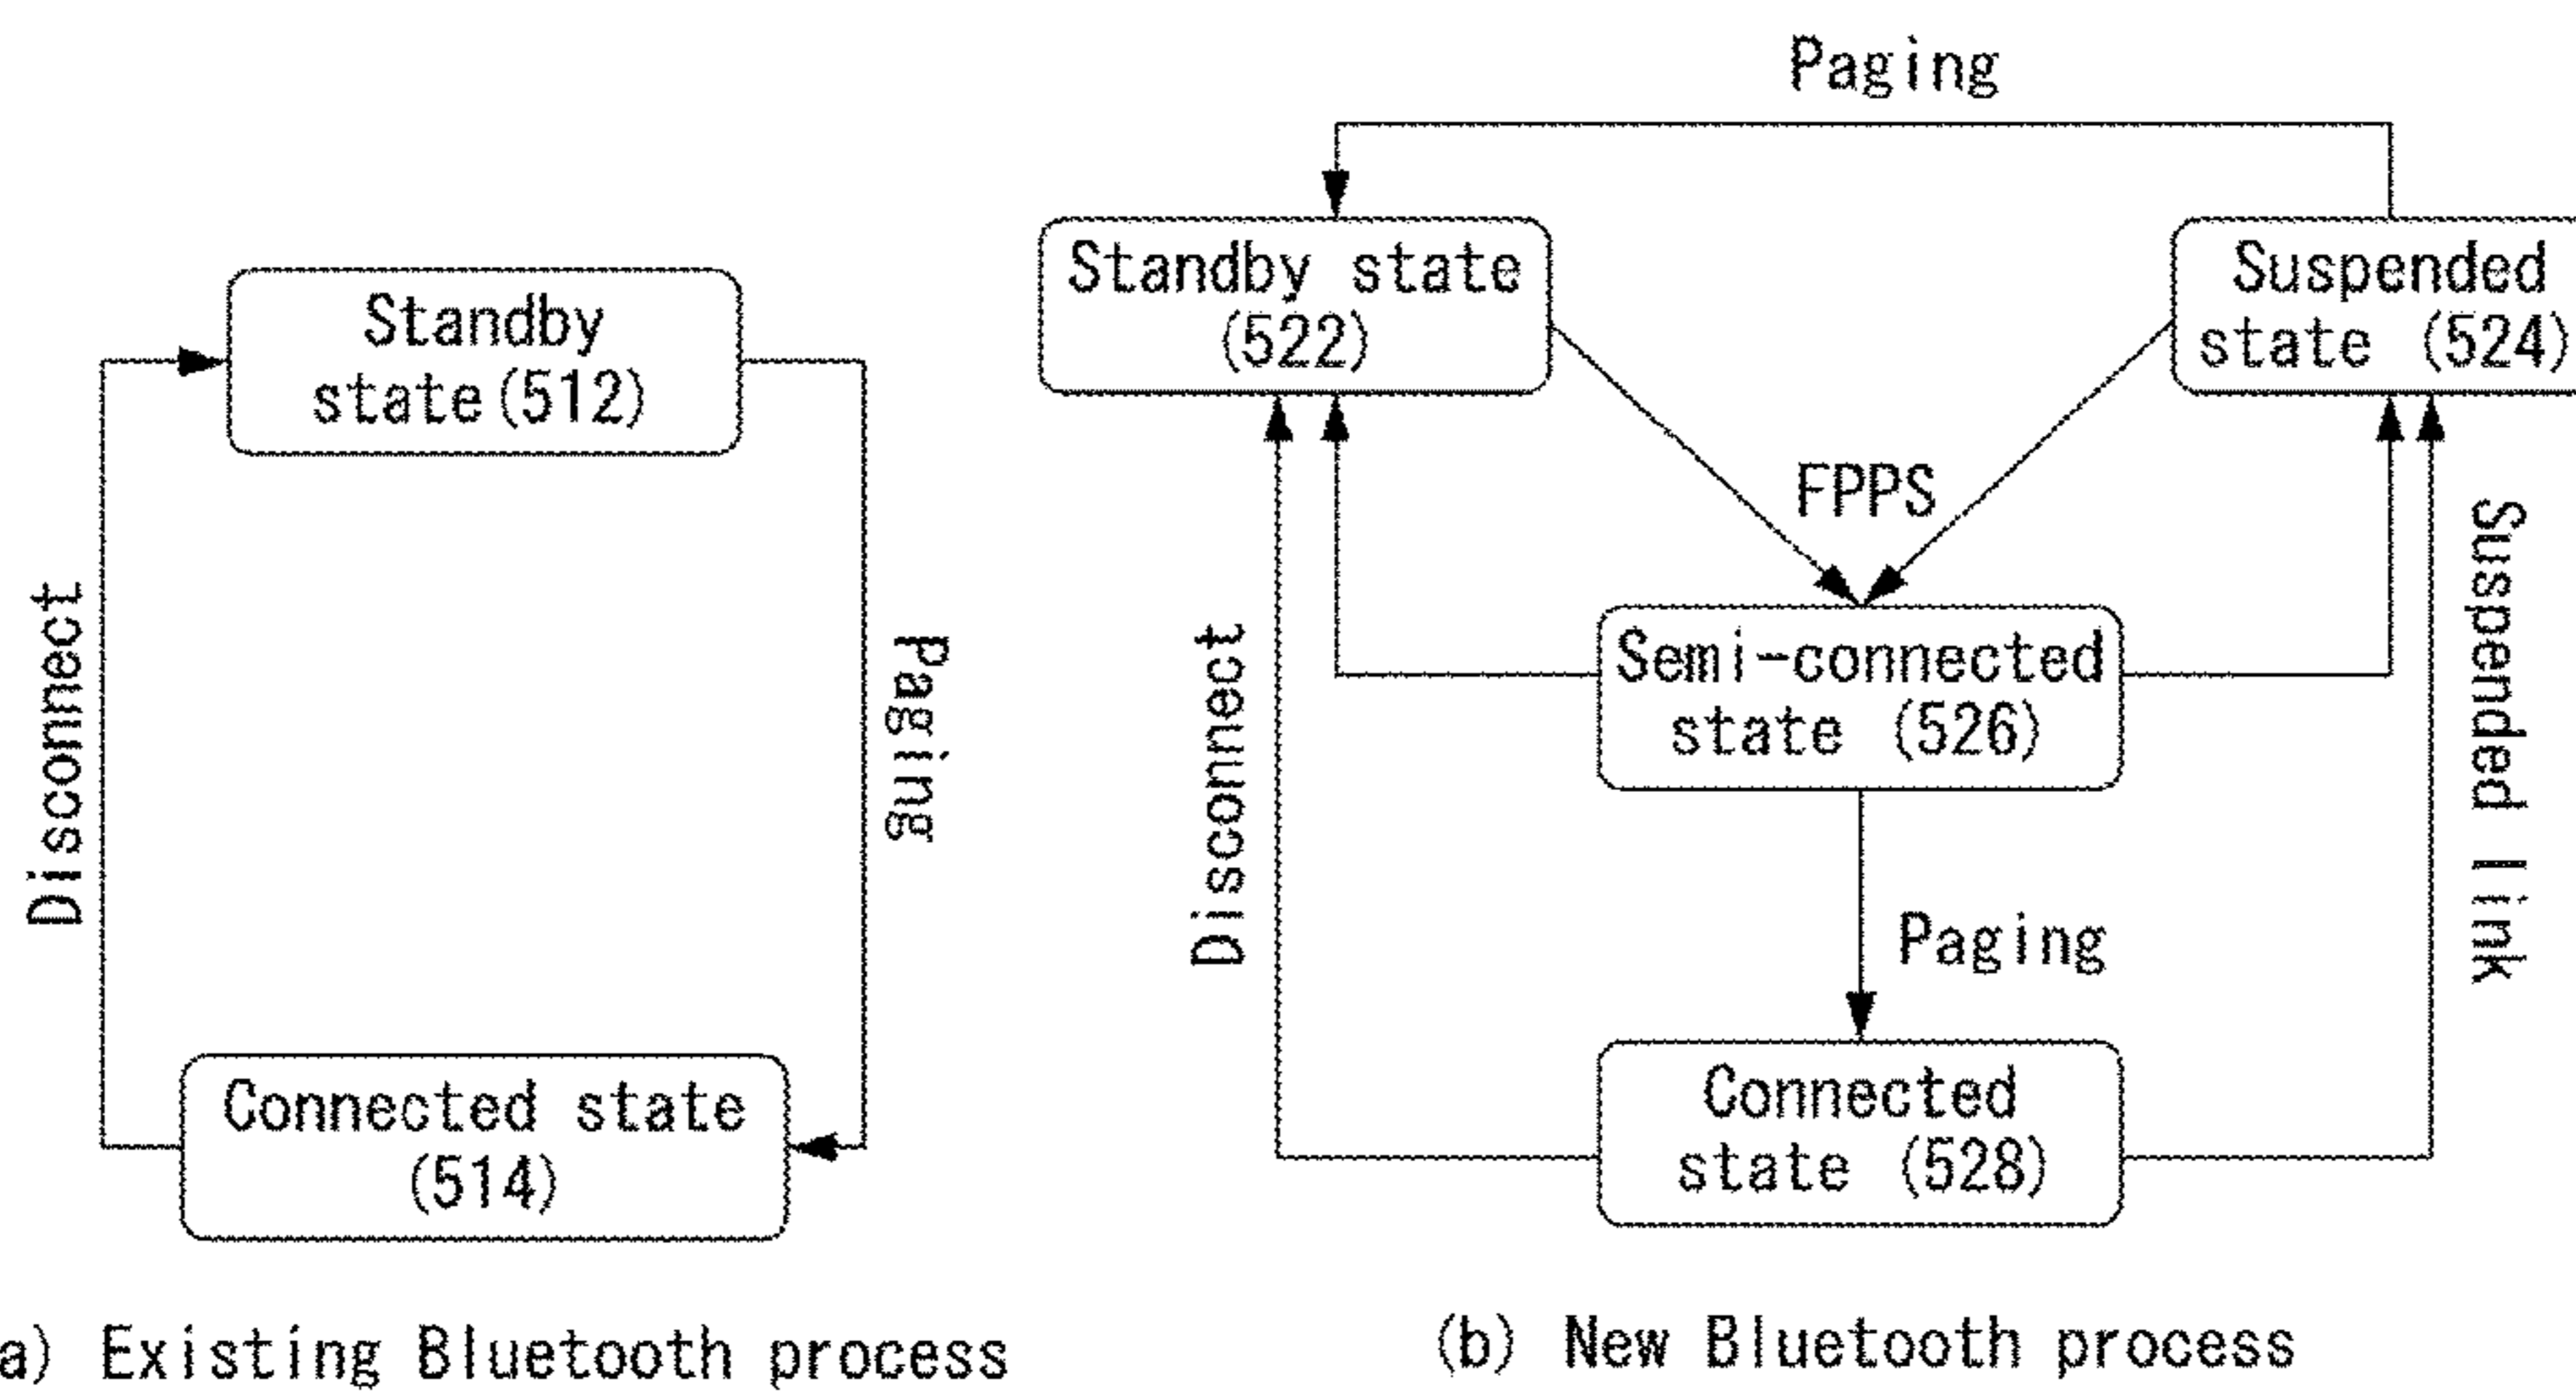 Standby
state(512)
Disconnect
Paging
Connected state
(514)
a) Existing Bluetooth process
Paging
Standby state
(522)
Suspended
state (524)
FPPS
Semi-connected
state (526)
Disconnect
Suspended link
Paging
Connected
state (528)
(b) New Bluetooth process